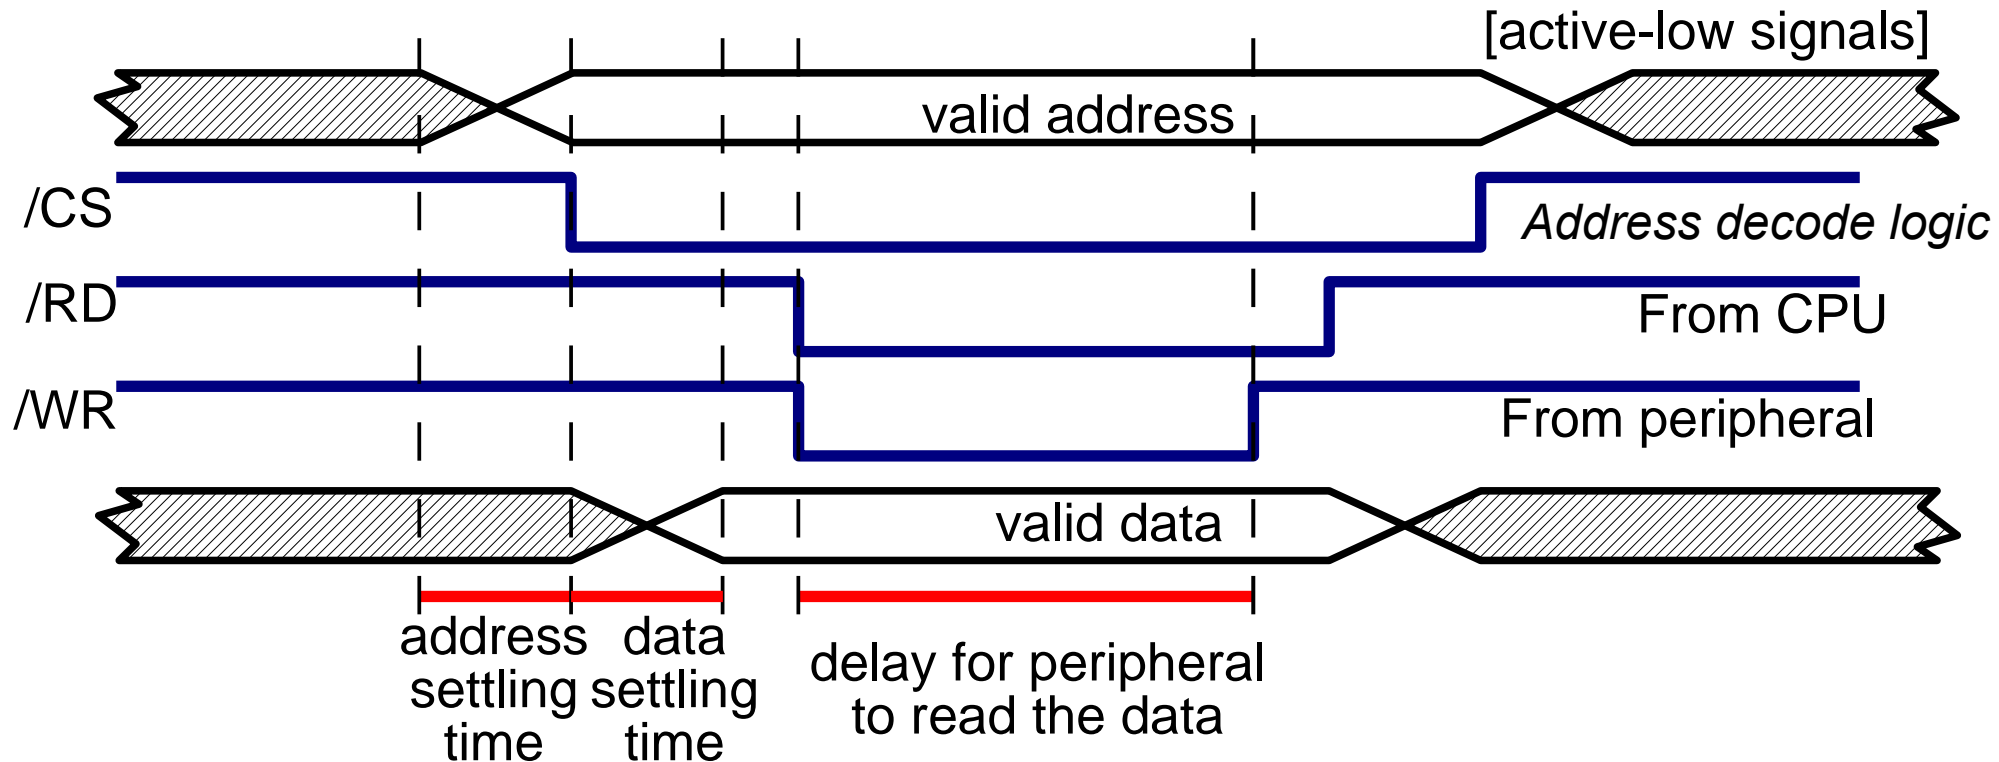 [active-low signals]
valid address
/CS
Address decode logic
/RD
From CPU
/WR
From peripheral
valid data
address
settling
time
data
settling
time
delay for peripheral
to read the data